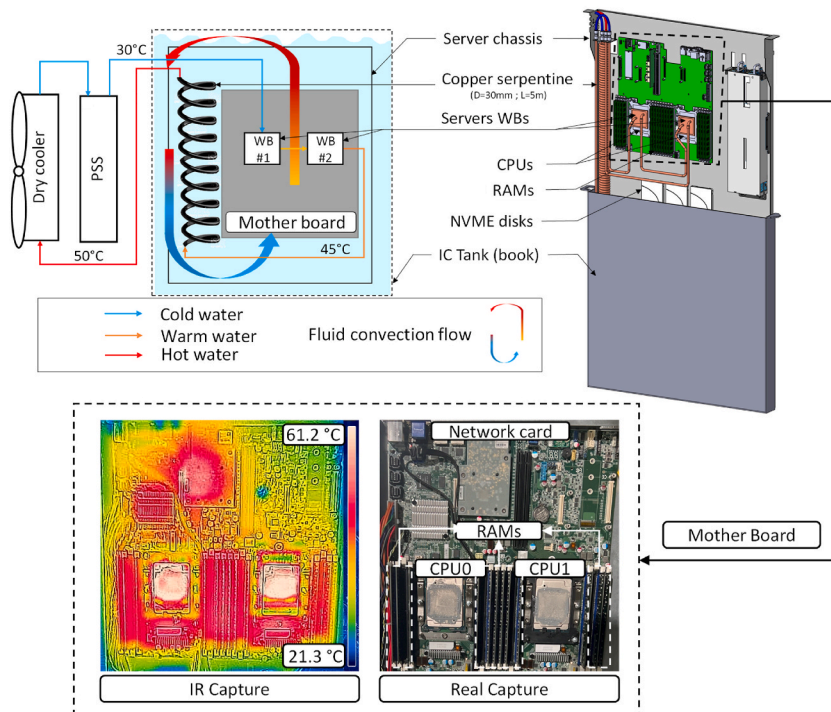 30°C
Dry cooler
PSS
50°C
WB
#1
WB
#2
Mother board
45°C
Server chassis
Copper serpentine
(D=30mm ; L=5m)
Servers WBs
CPUs
RAMs
NVME disks
IC Tank (book)
Cold water
Warm water
Hot water
Fluid convection flow
61.2 °C
21.3 °C
IR Capture
Network card
RAMs
CPU0
CPU1
Real Capture
Mother Board